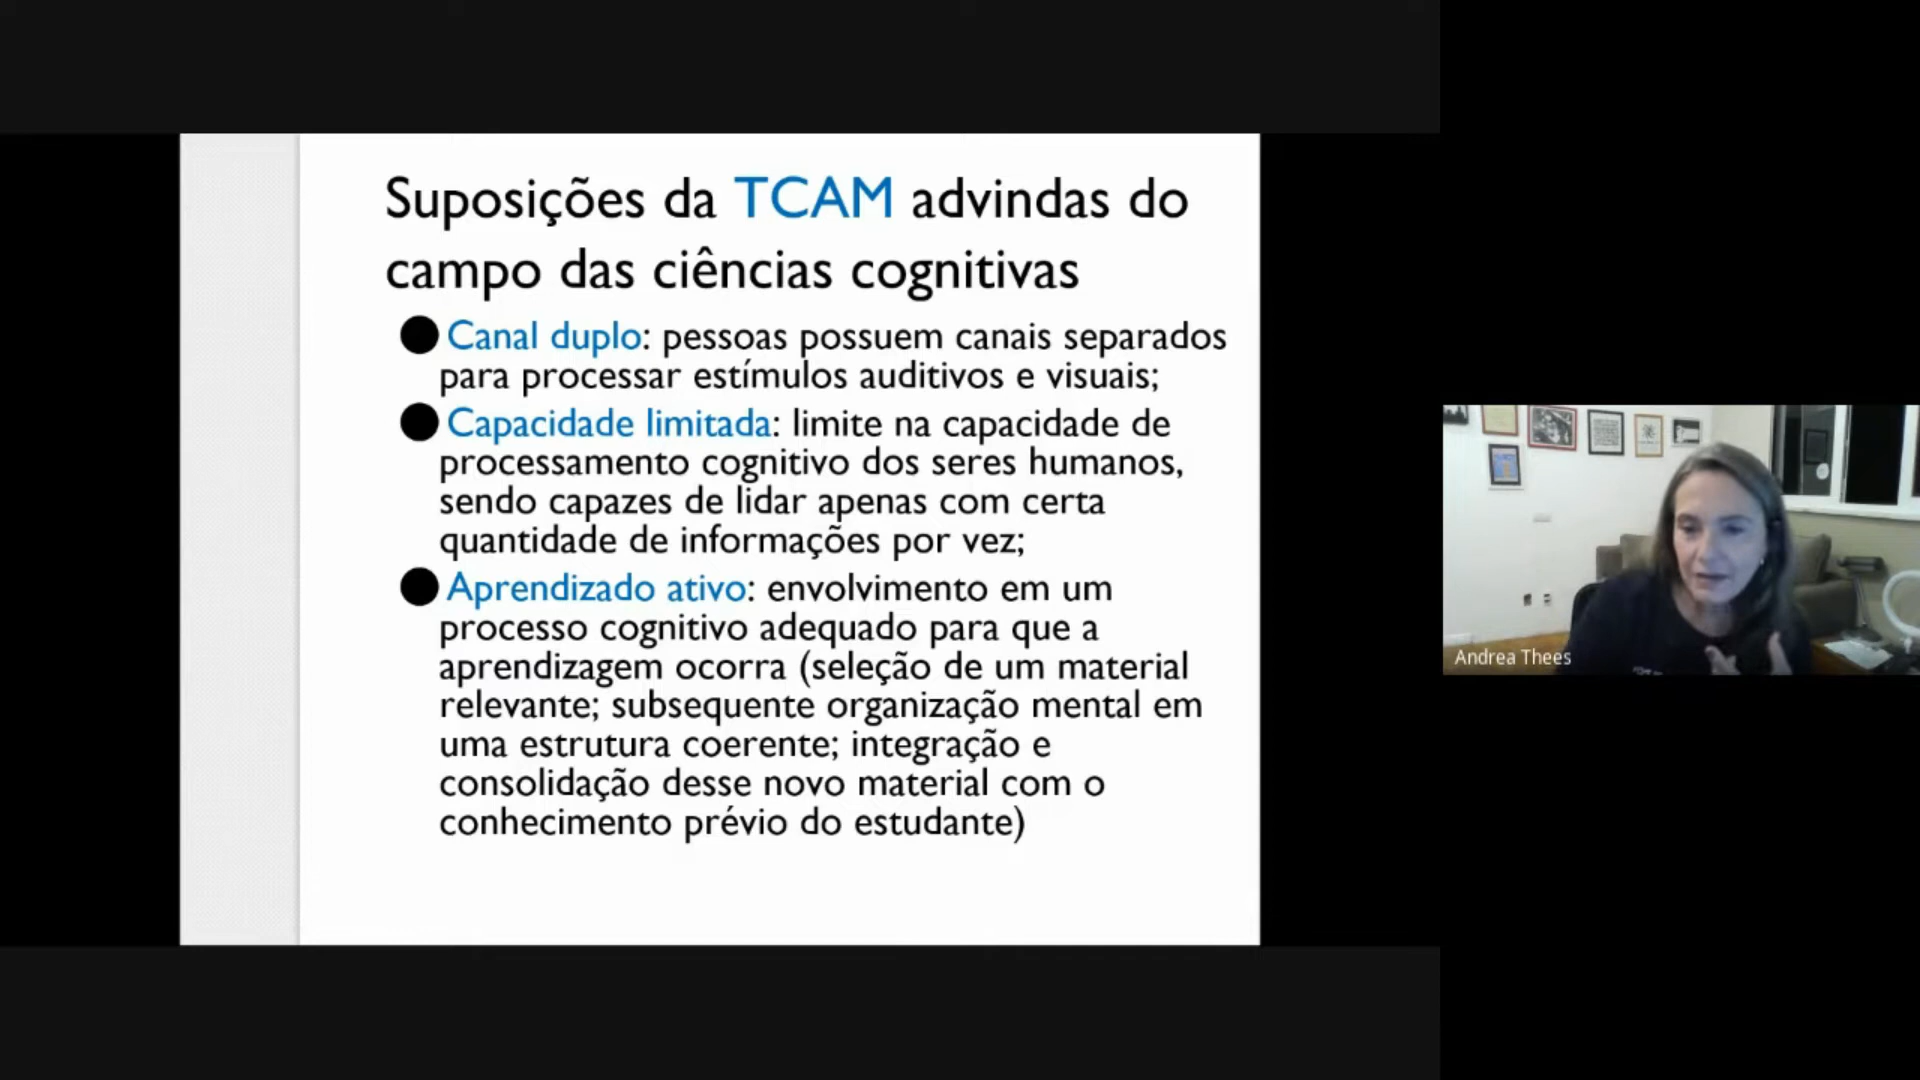 Suposições da TCAM advindas do
campo das ciências cognitivas
Canal duplo: pessoas possuem canais separados
para processar estímulos auditivos e visuais;
Capacidade limitada: limite na capacidade de
processamento cognitivo dos seres humanos,
sendo capazes de lidar apenas com certa
quantidade de informações por vez;
Aprendizado ativo: envolvimento em um
processo cognitivo adequado para que a
aprendizagem ocorra (seleção de um material
relevante; subsequente organização mental em
uma estrutura coerente; integração e
consolidação desse novo material com o
conhecimento prévio do estudante)
Andrea Thees